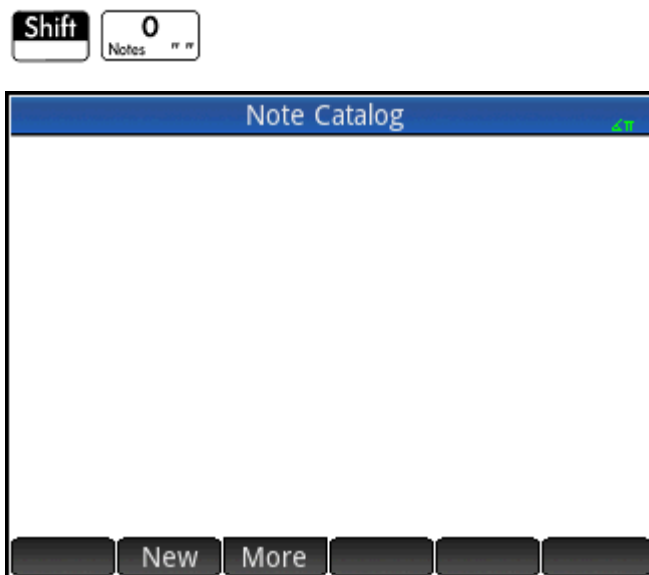 Shift 0
Notes " "
Note Catalog
∡π
New More